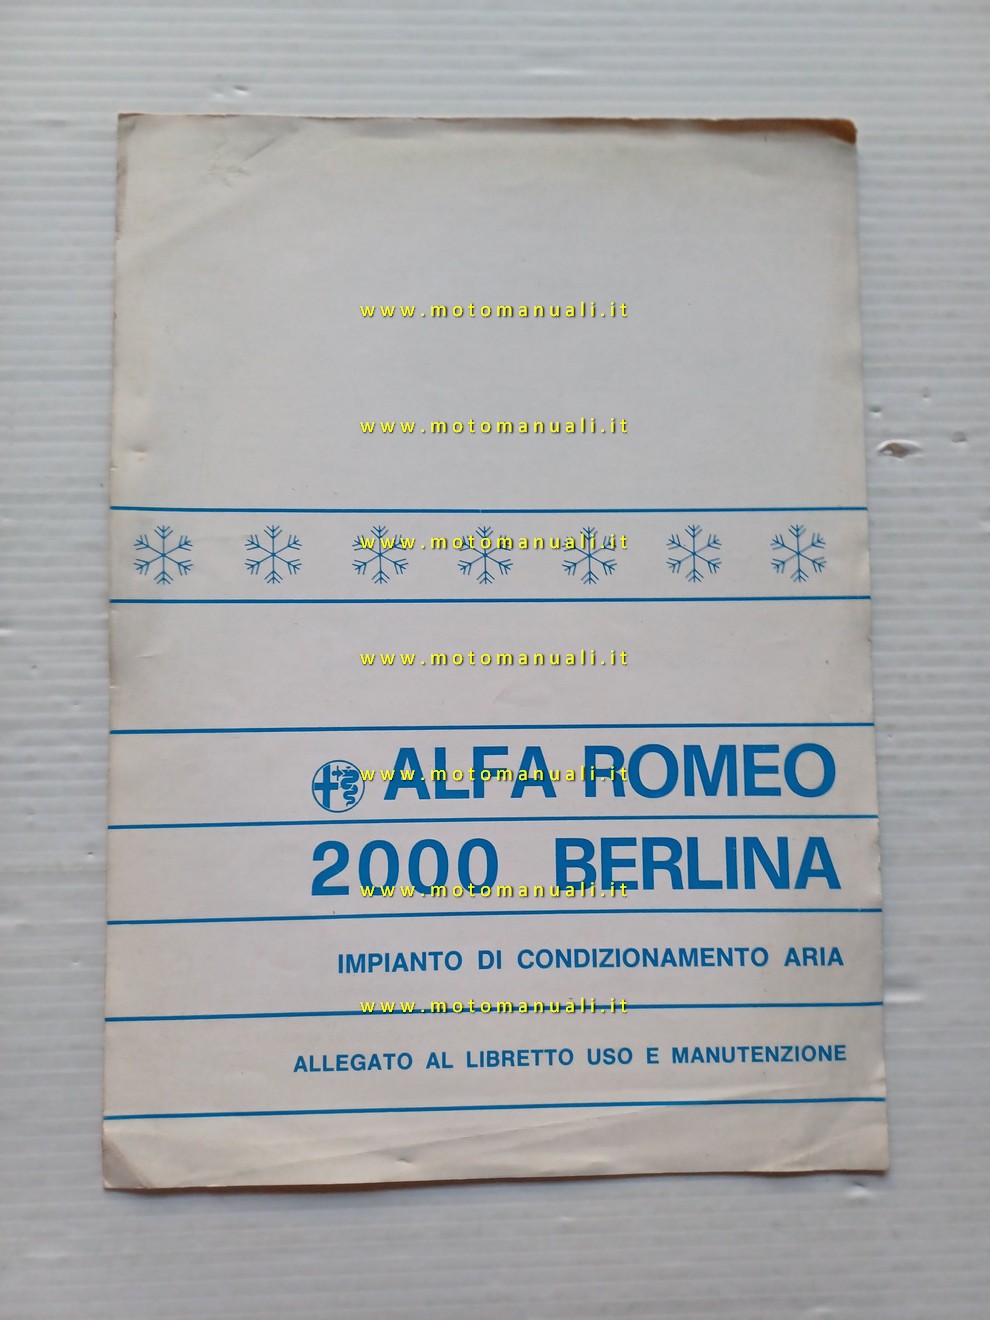 www.motomanuali.it
www.motomanuali.it
www.motomanuali.it
www.motomanuali.it
ALFA ROMEO
www.motomanuali.it
2000 BERLINA
www.motomanuali.it
IMPIANTO DI CONDIZIONAMENTO ARIA
www.motomanuali.it
ALLEGATO AL LIBRETTO USO E MANUTENZIONE